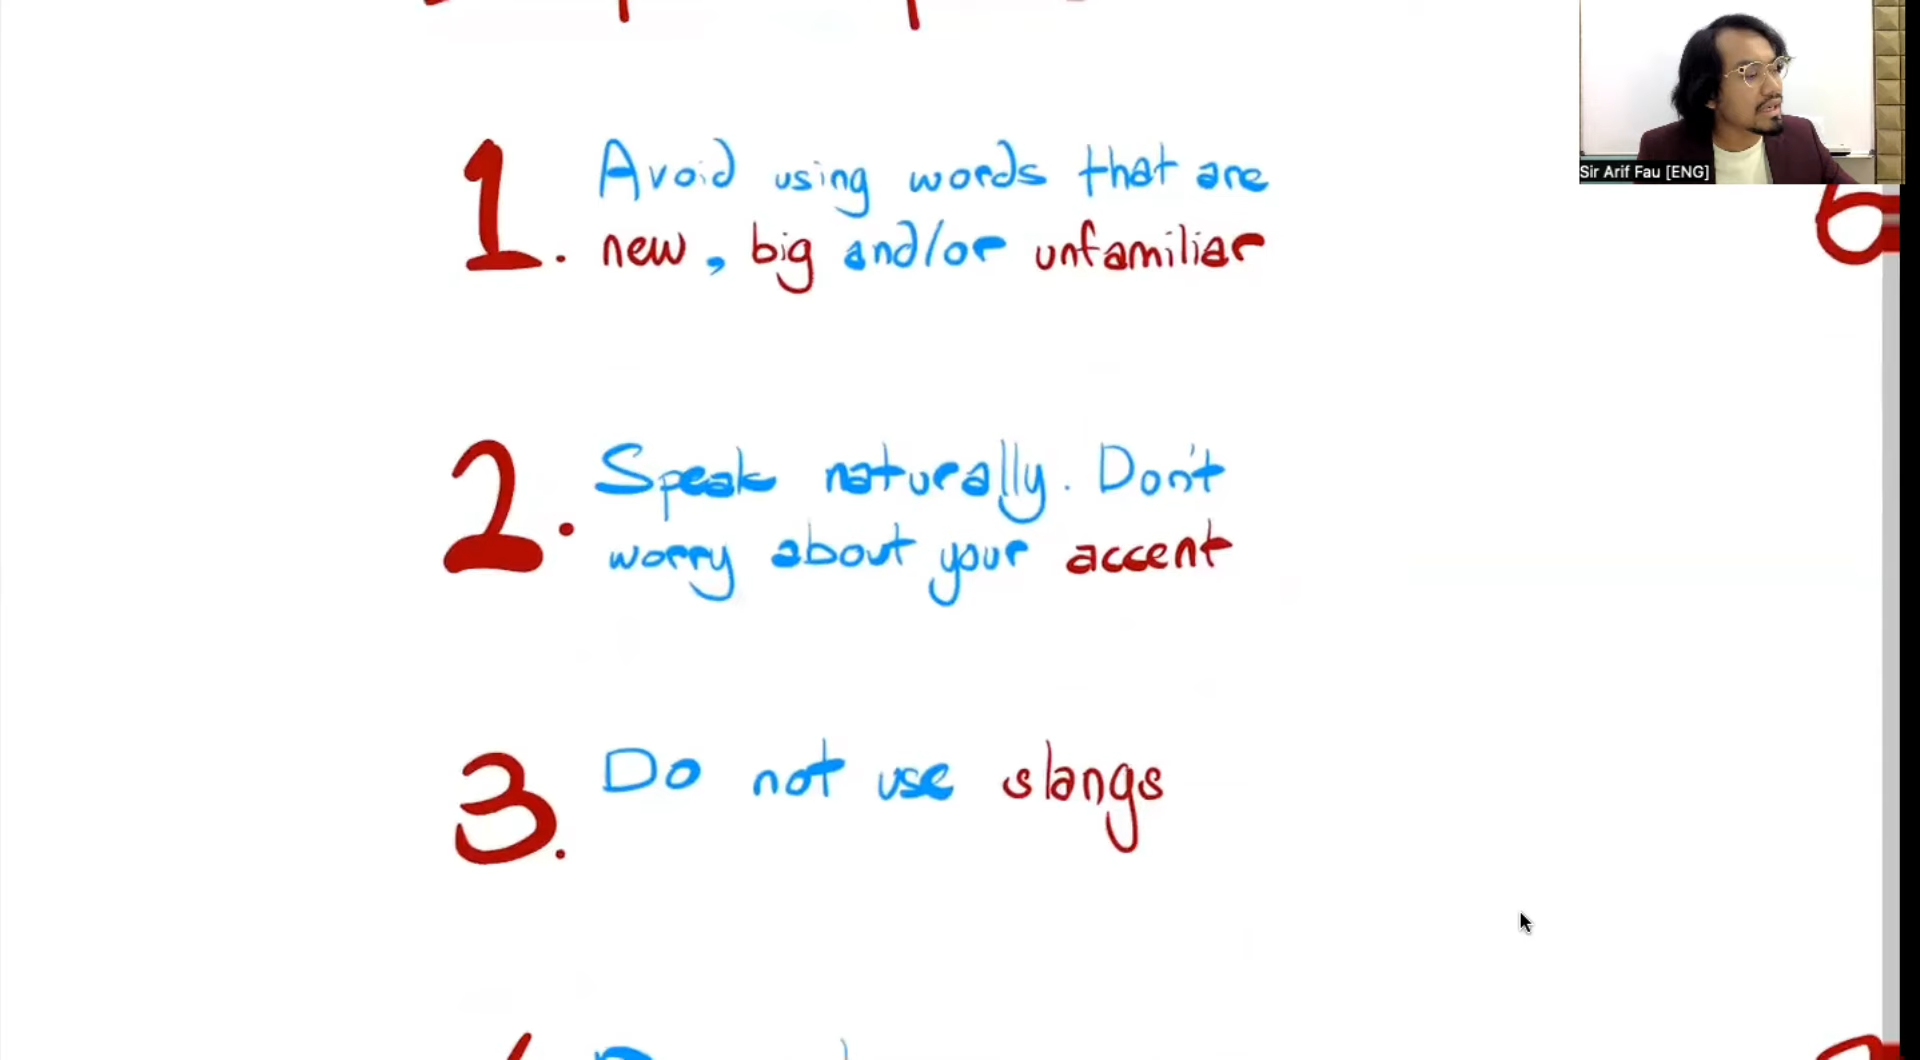 Sir Arif Fau [ENG]
1. Avoid using words that are
new, big and/or unfamiliar
2. Speak naturally. Don't
worry about your accent
3. Do not use slangs
6